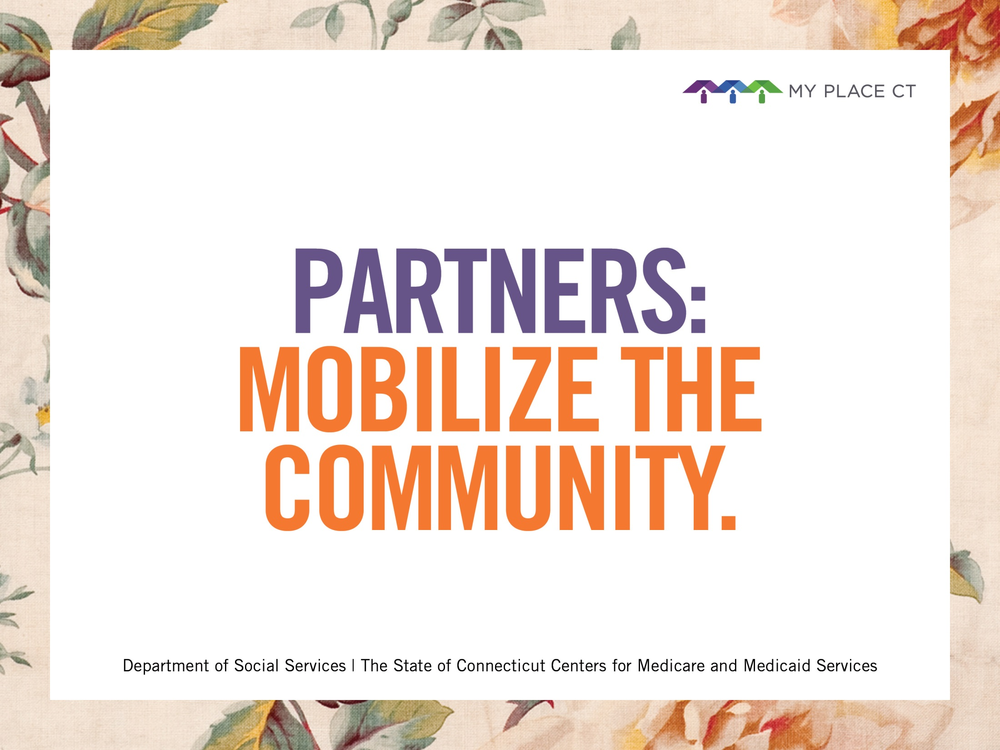 MY PLACE CT
PARTNERS:
MOBILIZE THE
COMMUNITY.
Department of Social Services | The State of Connecticut Centers for Medicare and Medicaid Services